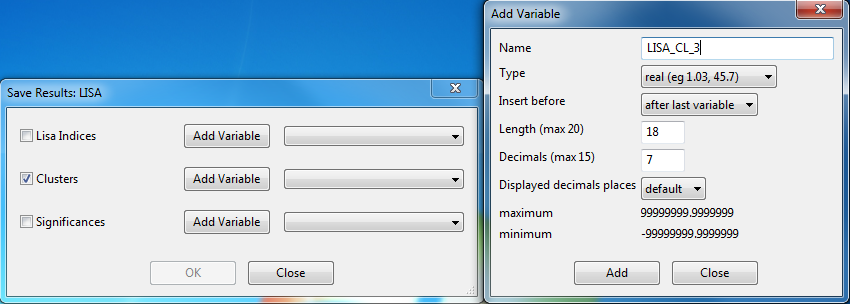 Save Results: LISA
Lisa Indices Add Variable
Clusters Add Variable
Significances Add Variable
OK Close
Add Variable
Name LISA_CL_3
Type real (eg 1.03, 45.7)
Insert before after last variable
Length (max 20) 18
Decimals (max 15) 7
Displayed decimals places default
maximum 99999999.9999999
minimum -99999999.9999999
Add Close